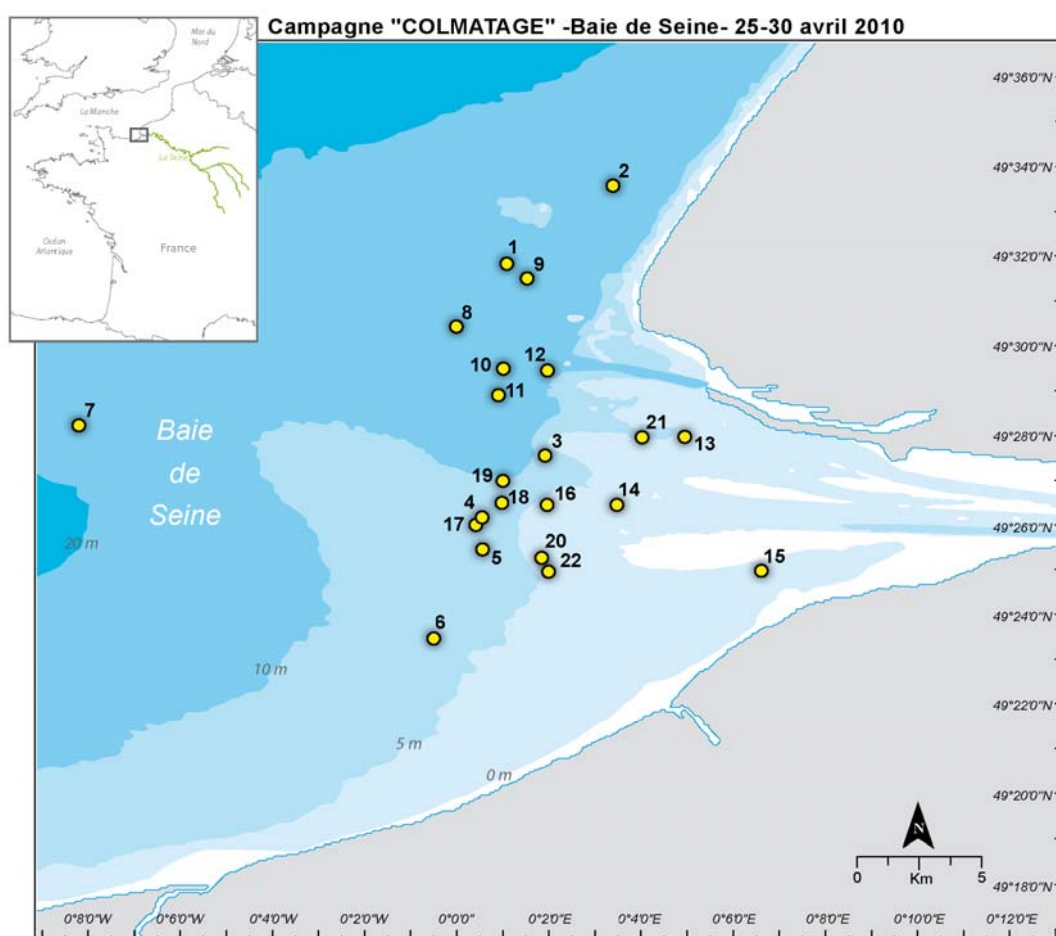 Campagne "COLMATAGE" -Baie de Seine- 25-30 avril 2010
Mer du
Nord
La Manche
La Seine
Océan
Atlantique
France
49°36'0"N
49°34'0"N
49°32'0"N
49°30'0"N
49°28'0"N
49°26'0"N
49°24'0"N
49°22'0"N
49°20'0"N
49°18'0"N
2
1
9
8
10
12
11
7
21
13
3
19
18
16
14
4
17
5
20
22
15
6
Baie
de
Seine
20 m
10 m
5 m
0 m
N
0
5
Km
0°8'0"W
0°6'0"W
0°4'0"W
0°2'0"W
0°0'0"
0°2'0"E
0°4'0"E
0°6'0"E
0°8'0"E
0°10'0"E
0°12'0"E